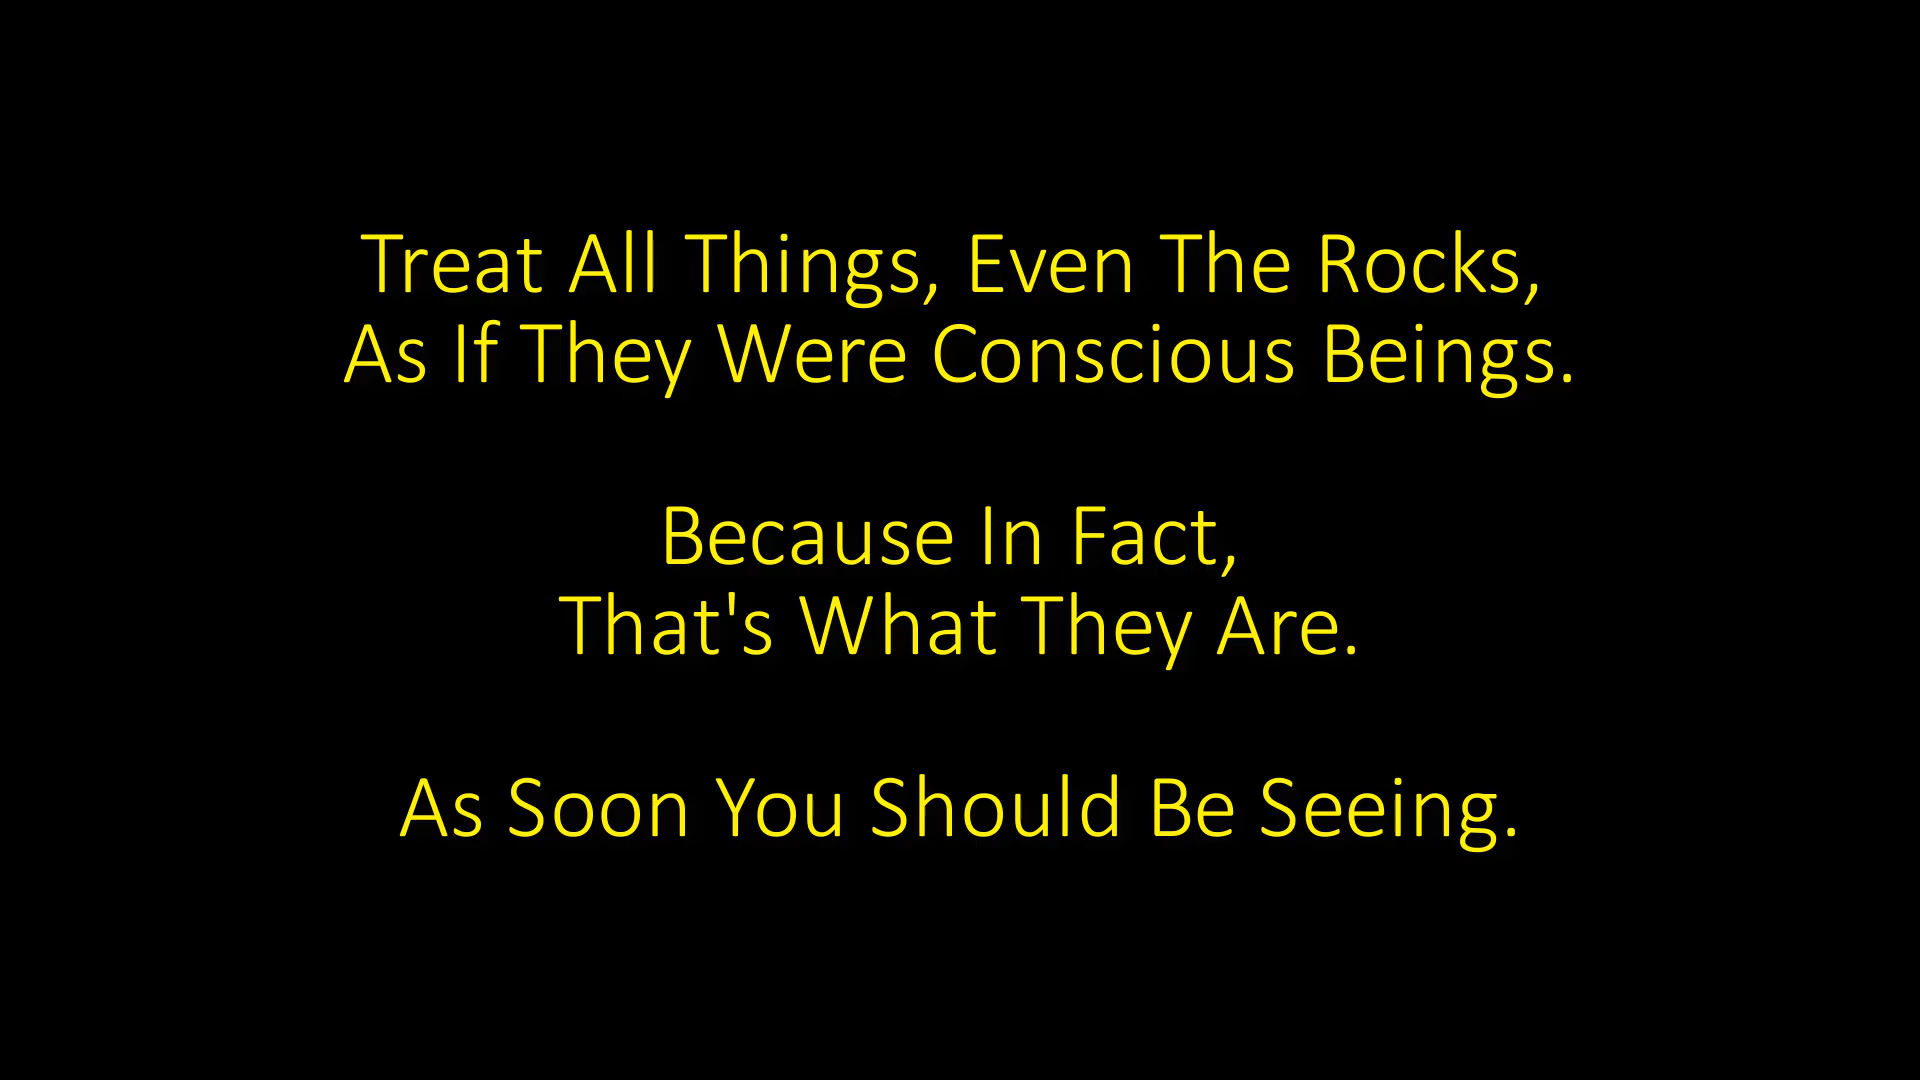 Treat All Things, Even The Rocks,
As If They Were Conscious Beings.
Because In Fact,
That's What They Are.
As Soon You Should Be Seeing.